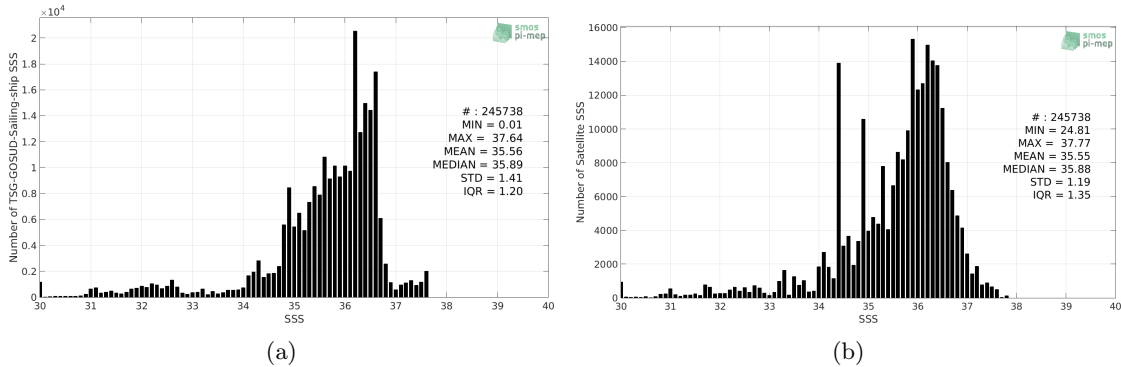 ×10⁴
smos
pi-mep
Number of TSG-GOSUD-Sailing-ship SSS
2
1.8
1.6
1.4
1.2
1
0.8
0.6
0.4
0.2
0
# : 245738
MIN = 0.01
MAX = 37.64
MEAN = 35.56
MEDIAN = 35.89
STD = 1.41
IQR = 1.20
30 31 32 33 34 35 36 37 38 39 40
SSS
(a)
smos
pi-mep
Number of Satellite SSS
16000
14000
12000
10000
8000
6000
4000
2000
0
# : 245738
MIN = 24.81
MAX = 37.77
MEAN = 35.55
MEDIAN = 35.88
STD = 1.19
IQR = 1.35
30 31 32 33 34 35 36 37 38 39 40
SSS
(b)